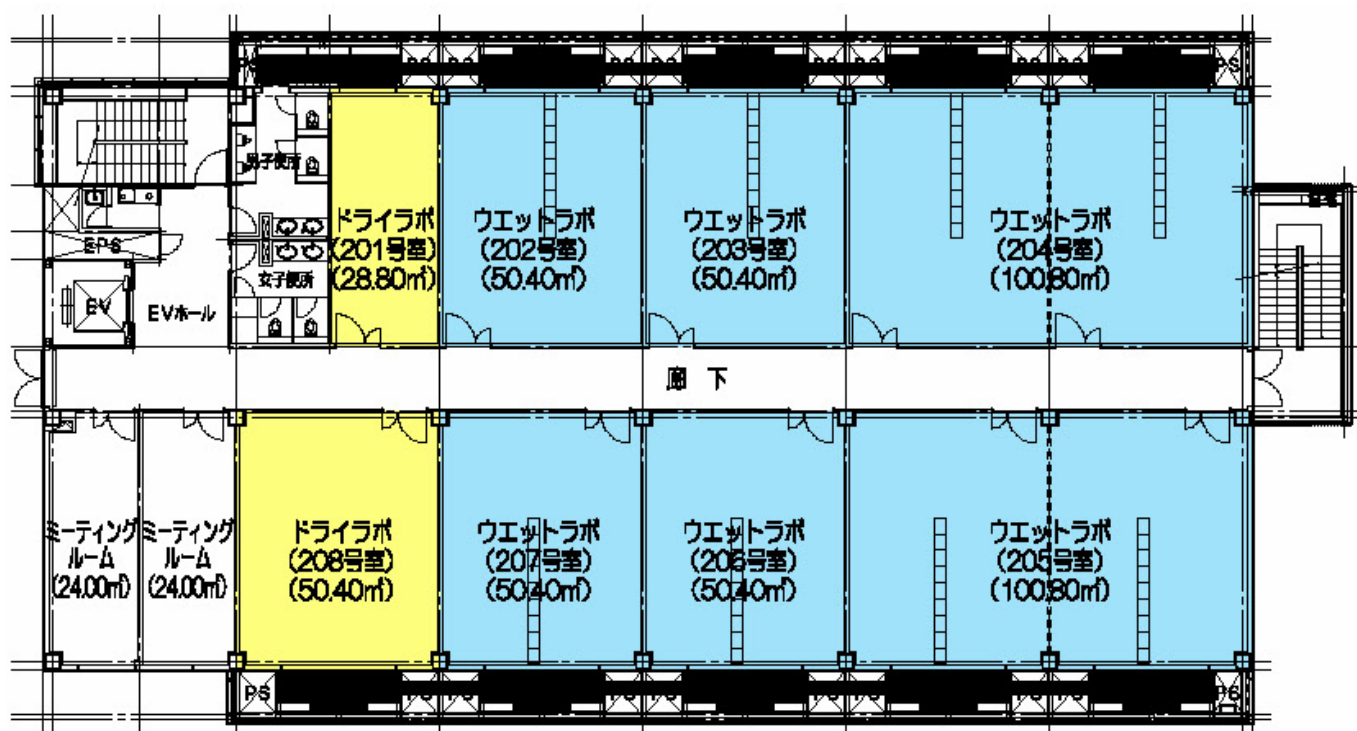 PS
男子便所
ドライラボ
(201号室)
(28.80㎡)
ウエットラボ
(202号室)
(50.40㎡)
ウエットラボ
(203号室)
(50.40㎡)
ウエットラボ
(204号室)
(100.80㎡)
EPS
女子便所
EV
EVホール
廊下
ミーティング
ルーム
(24.00㎡)
ミーティング
ルーム
(24.00㎡)
ドライラボ
(208号室)
(50.40㎡)
ウエットラボ
(207号室)
(50.40㎡)
ウエットラボ
(206号室)
(50.40㎡)
ウエットラボ
(205号室)
(100.80㎡)
PS
PS
PS
PS
PS
PS